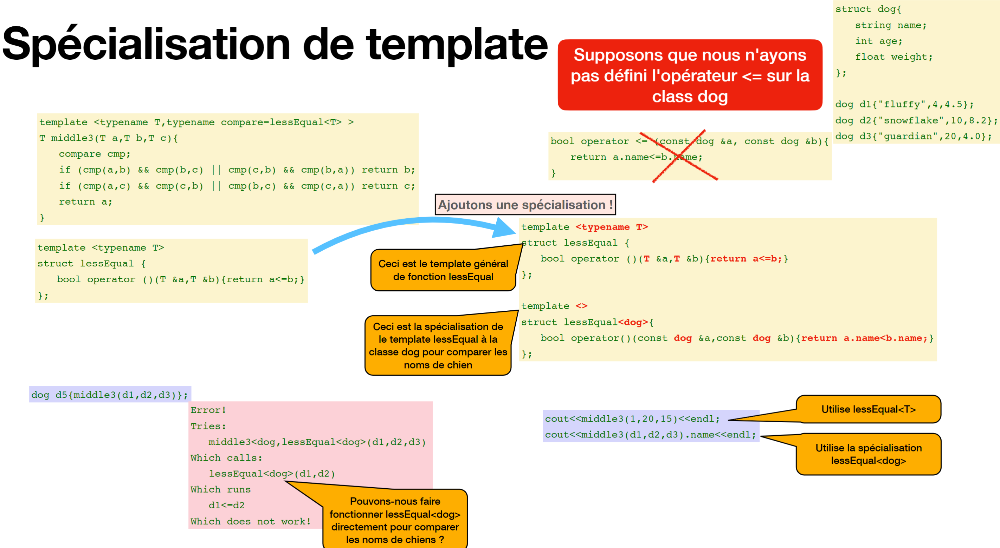 Spécialisation de template
Supposons que nous n'ayons
pas défini l'opérateur <= sur la
class dog
struct dog{
string name;
int age;
float weight;
};
dog d1{"fluffy",4,4.5};
dog d2{"snowflake",10,8.2};
dog d3{"guardian",20,4.0};
template <typename T,typename compare=lessEqual<T> >
T middle3(T a,T b,T c){
compare cmp;
if (cmp(a,b) && cmp(b,c) || cmp(c,b) && cmp(b,a)) return b;
if (cmp(a,c) && cmp(c,b) || cmp(b,c) && cmp(c,a)) return c;
return a;
}
bool operator <= (const dog &a, const dog &b){
return a.name<=b.name;
}
Ajoutons une spécialisation !
template <typename T>
struct lessEqual {
bool operator ()(T &a,T &b){return a<=b;}
};
Ceci est le template général
de fonction lessEqual
template <typename T>
struct lessEqual {
bool operator ()(T &a,T &b){return a<=b;}
};
template <>
struct lessEqual<dog>{
bool operator()(const dog &a,const dog &b){return a.name<b.name;}
};
Ceci est la spécialisation de
le template lessEqual à la
classe dog pour comparer les
noms de chien
dog d5{middle3(d1,d2,d3)};
Error!
Tries:
middle3<dog,lessEqual<dog>(d1,d2,d3)
Which calls:
lessEqual<dog>(d1,d2)
Which runs
d1<=d2
Which does not work!
Pouvons-nous faire
fonctionner lessEqual<dog>
directement pour comparer
les noms de chiens ?
cout<<middle3(1,20,15)<<endl;
cout<<middle3(d1,d2,d3).name<<endl;
Utilise lessEqual<T>
Utilise la spécialisation
lessEqual<dog>